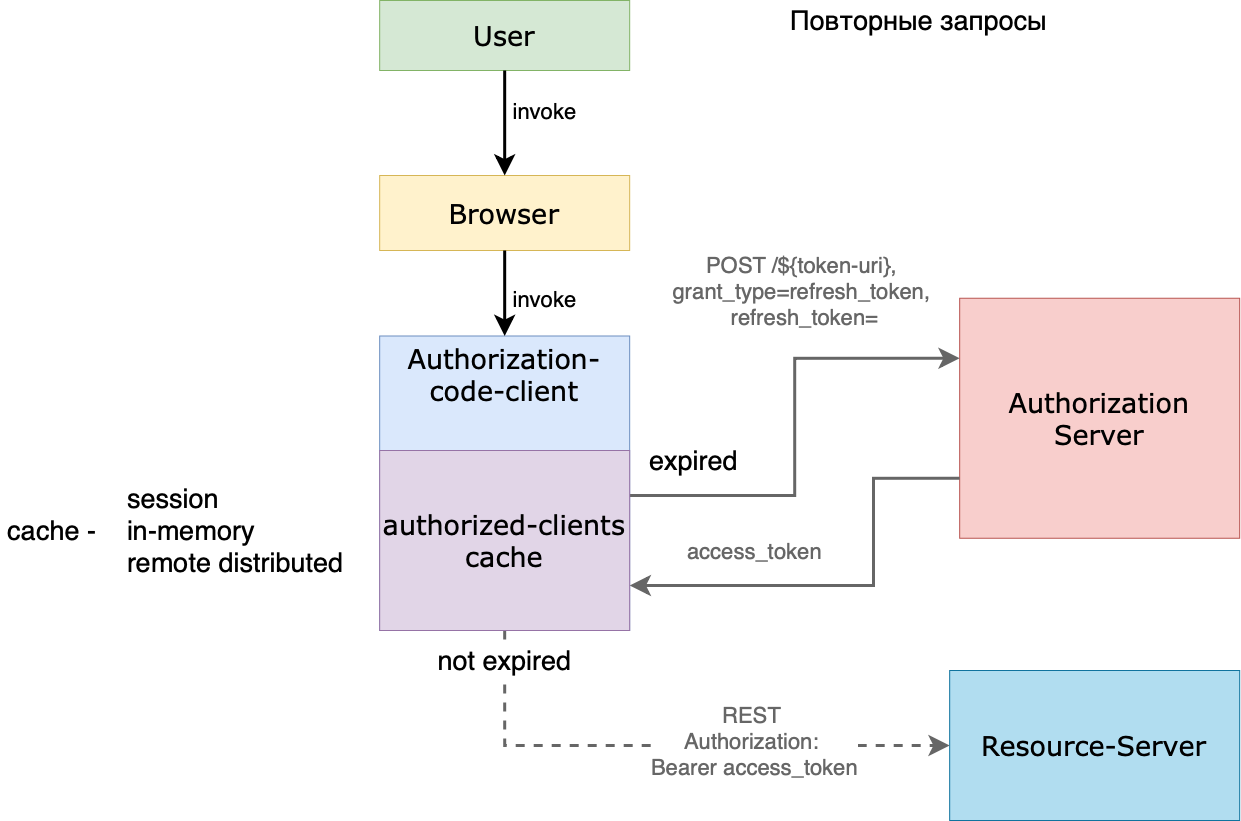 User
Повторные запросы
invoke
Browser
invoke
POST /${token-uri},
grant_type=refresh_token,
refresh_token=
Authorization-
code-client
Authorization
Server
expired
cache -
session
in-memory
remote distributed
authorized-clients
cache
access_token
not expired
REST
Authorization:
Bearer access_token
Resource-Server